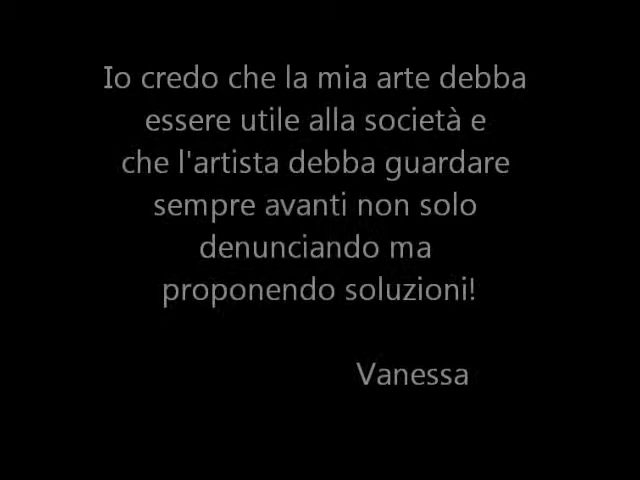 Io credo che la mia arte debba
essere utile alla società e
che l'artista debba guardare
sempre avanti non solo
denunciando ma
proponendo soluzioni!
Vanessa